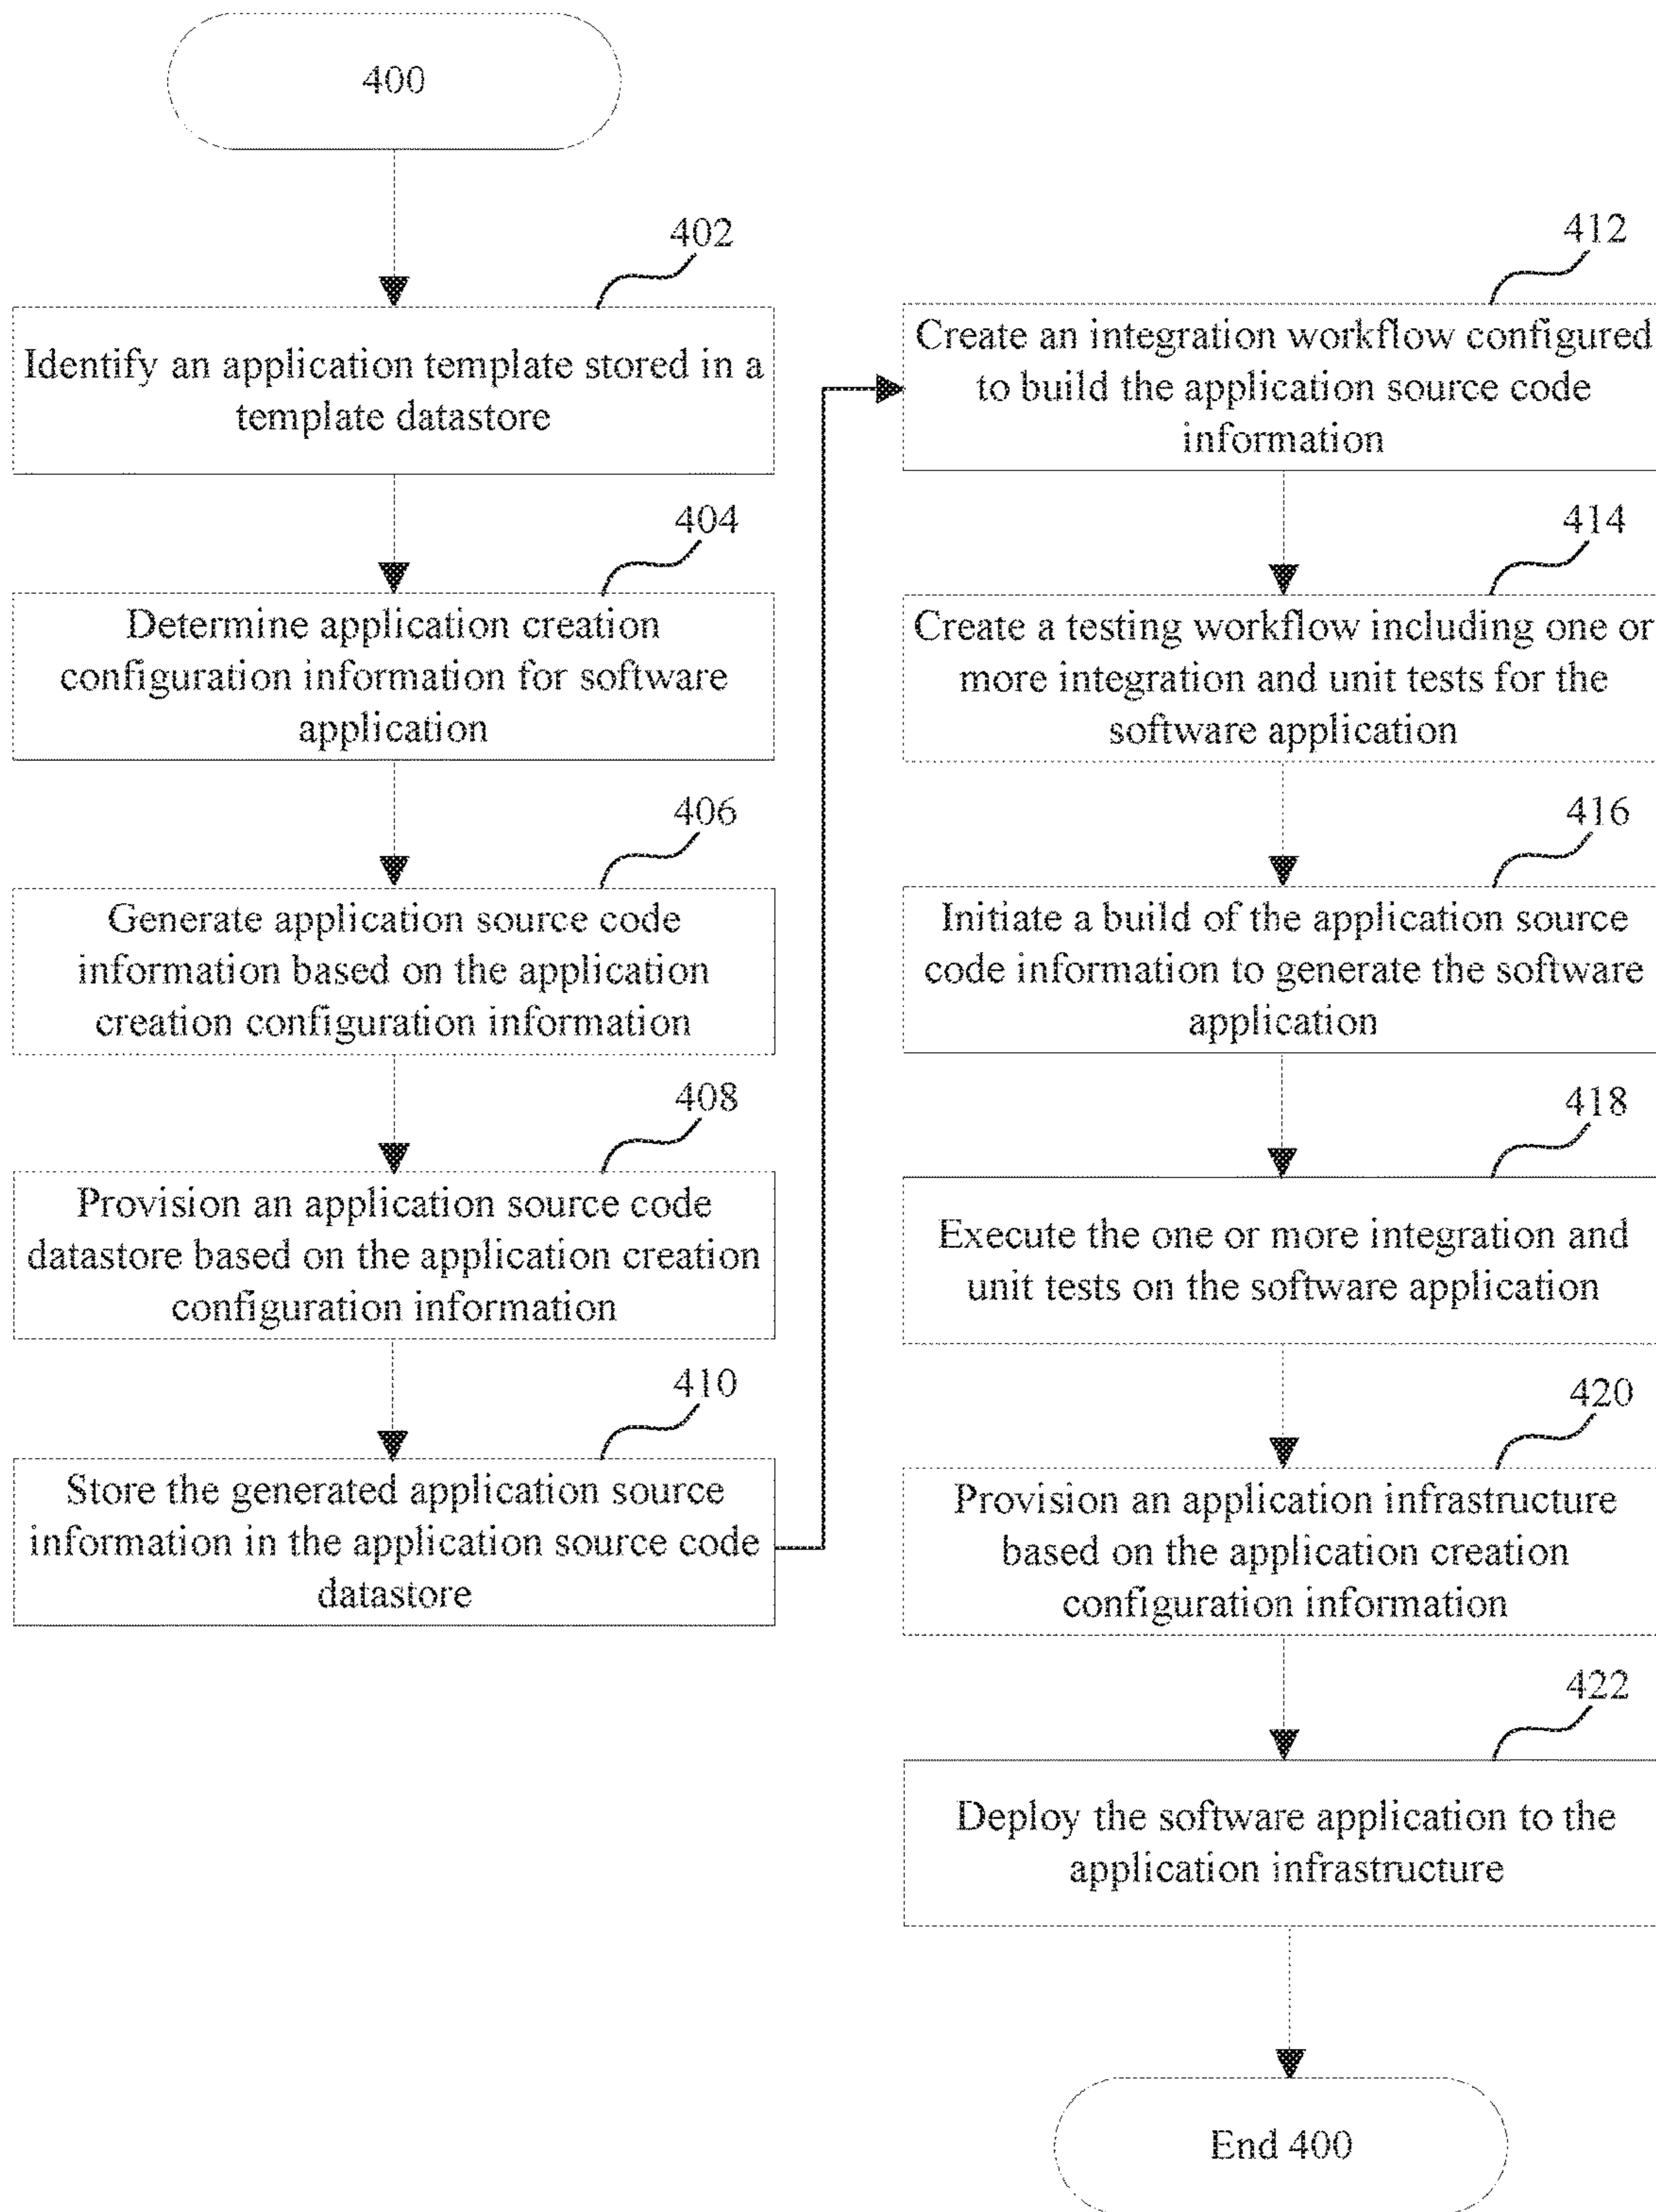 400
402
Identify an application template stored in a
template datastore
404
Determine application creation
configuration information for software
application
406
Generate application source code
information based on the application
creation configuration information
408
Provision an application source code
datastore based on the application creation
configuration information
410
Store the generated application source
information in the application source code
datastore
412
Create an integration workflow configured
to build the application source code
information
414
Create a testing workflow including one or
more integration and unit tests for the
software application
416
Initiate a build of the application source
code information to generate the software
application
418
Execute the one or more integration and
unit tests on the software application
420
Provision an application infrastructure
based on the application creation
configuration information
422
Deploy the software application to the
application infrastructure
End 400